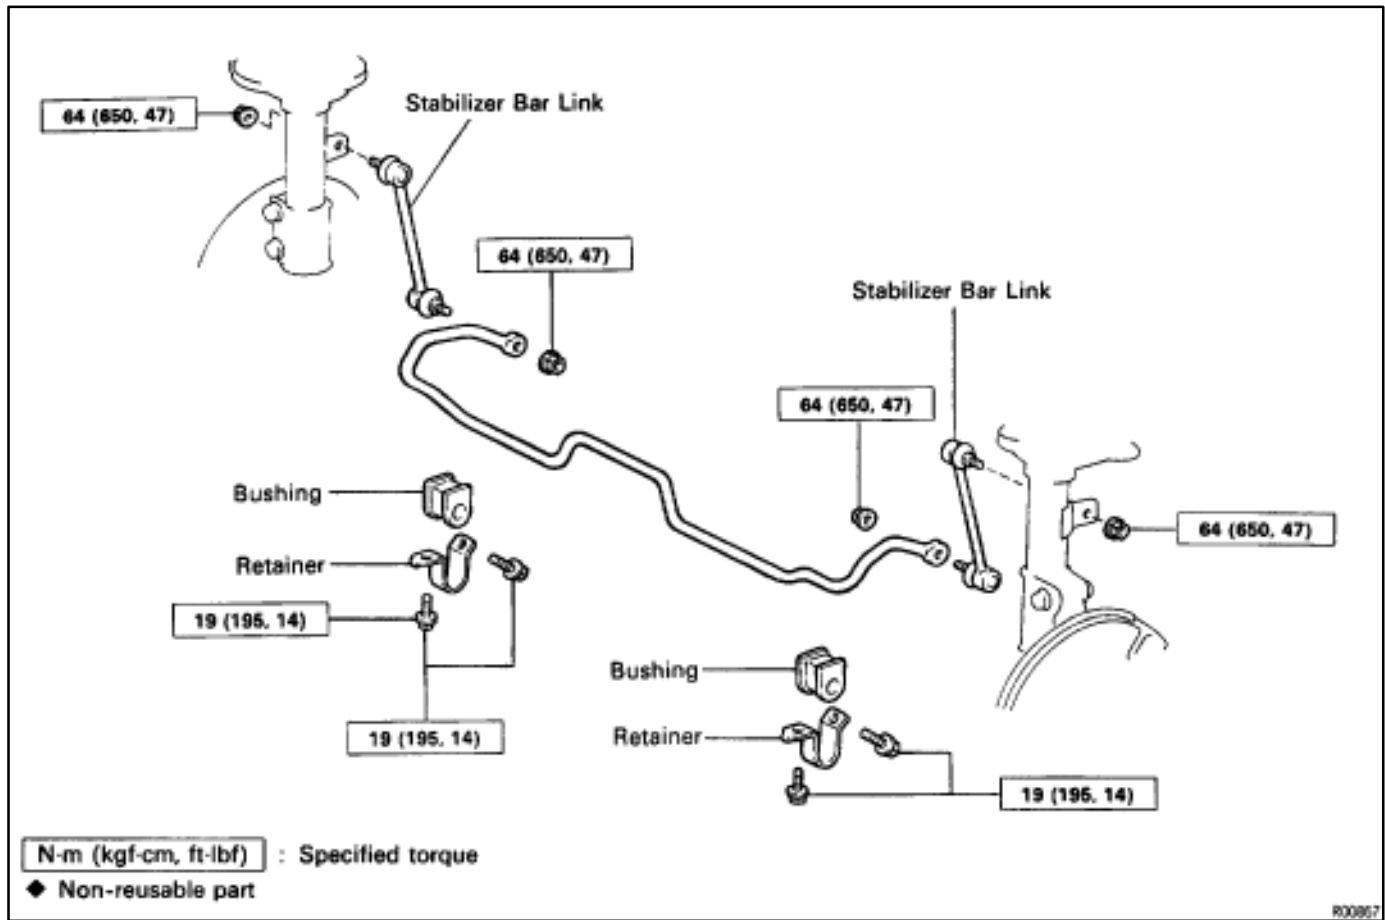 64 (650, 47)
Stabilizer Bar Link
64 (650, 47)
Stabilizer Bar Link
64 (650, 47)
64 (650, 47)
Bushing
Retainer
19 (195, 14)
19 (195, 14)
Bushing
Retainer
19 (195, 14)
N-m (kgf-cm, ft-lbf) : Specified torque
◆ Non-reusable part
R00867